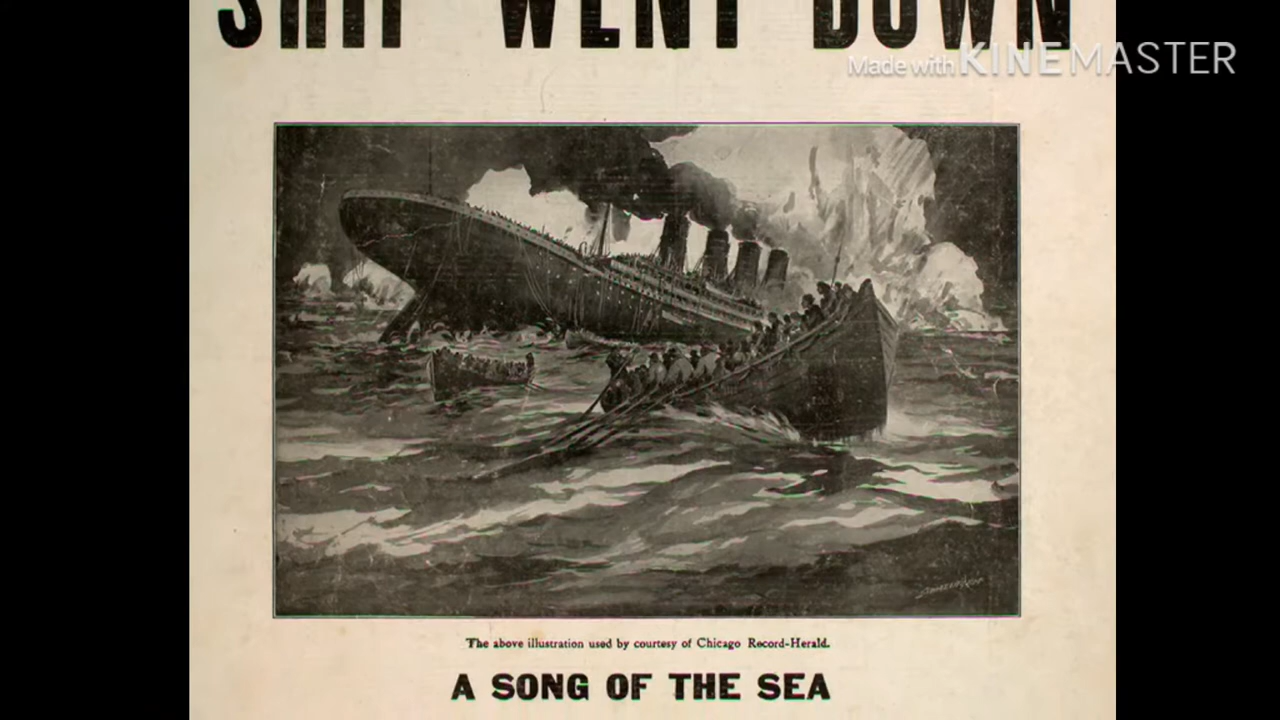 SHIP WENT DOWN
Made with KINEMASTER
The above illustration used by courtesy of Chicago Record-Herald.
A SONG OF THE SEA